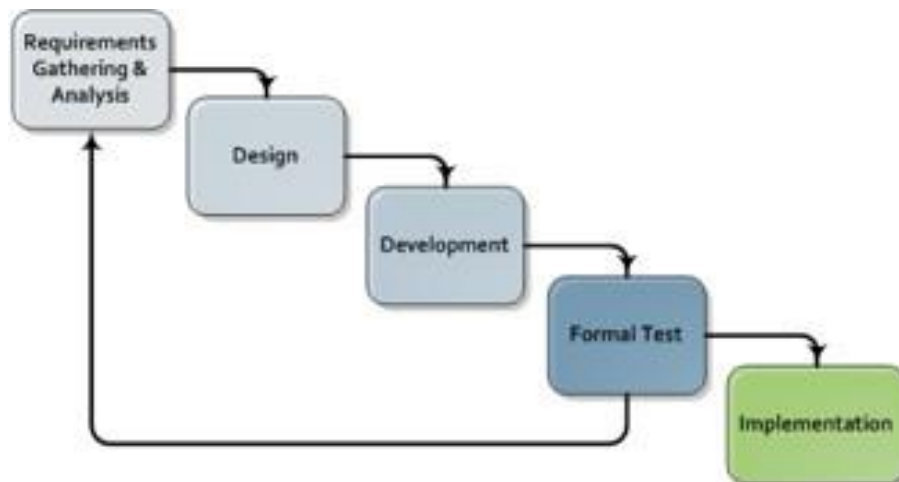 Requirements
Gathering &
Analysis
Design
Development
Formal Test
Implementation